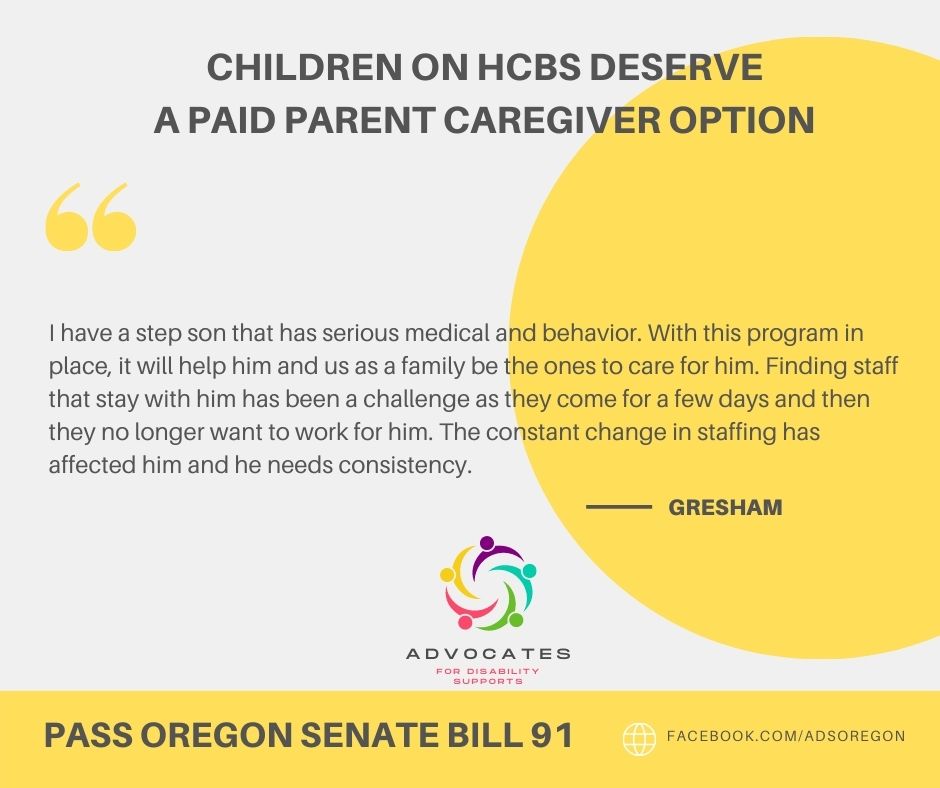 CHILDREN ON HCBS DESERVE
A PAID PARENT CAREGIVER OPTION
“
I have a step son that has serious medical and behavior. With this program in
place, it will help him and us as a family be the ones to care for him. Finding staff
that stay with him has been a challenge as they come for a few days and then
they no longer want to work for him. The constant change in staffing has
affected him and he needs consistency.
—— GRESHAM
ADVOCATES
FOR DISABILITY
SUPPORTS
PASS OREGON SENATE BILL 91
FACEBOOK.COM/ADSOREGON